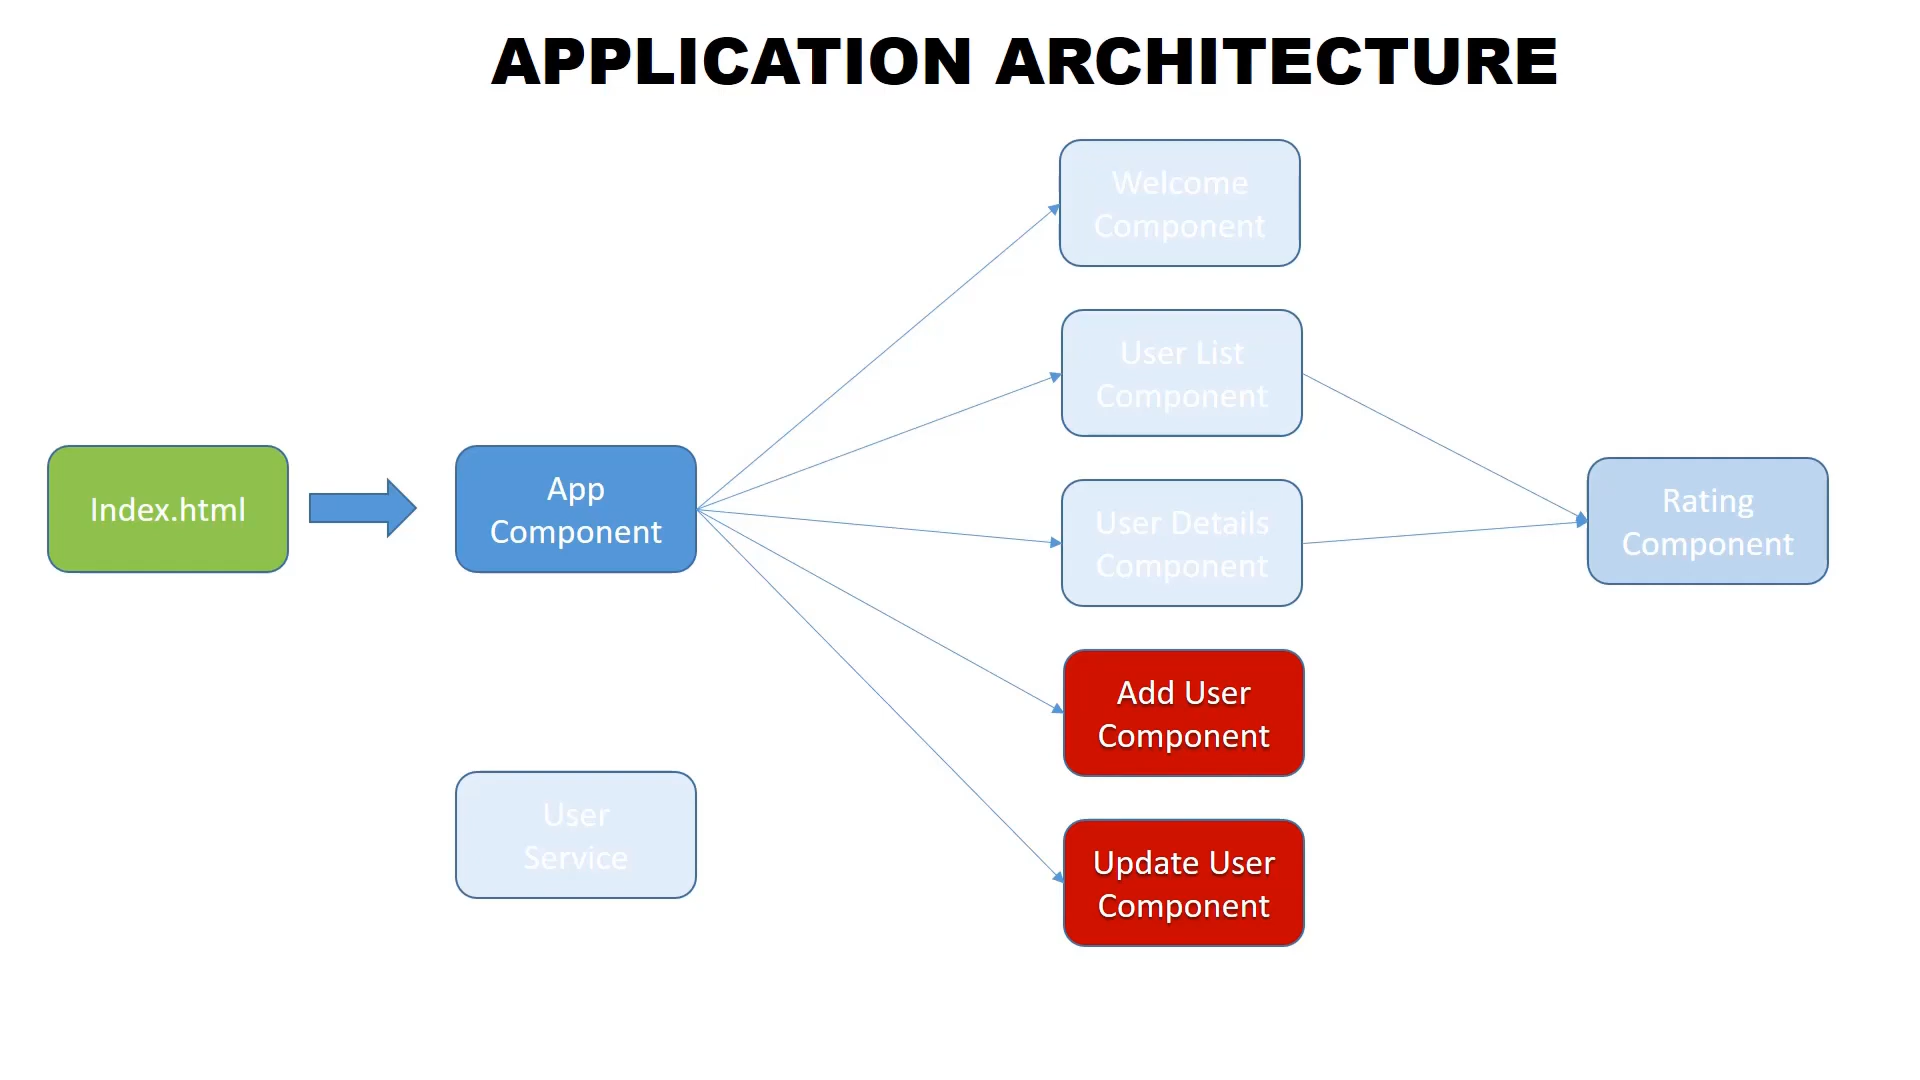 APPLICATION ARCHITECTURE
Welcome
Component
User List
Component
Index.html
App
Component
User Details
Component
Rating
Component
Add User
Component
User
Service
Update User
Component